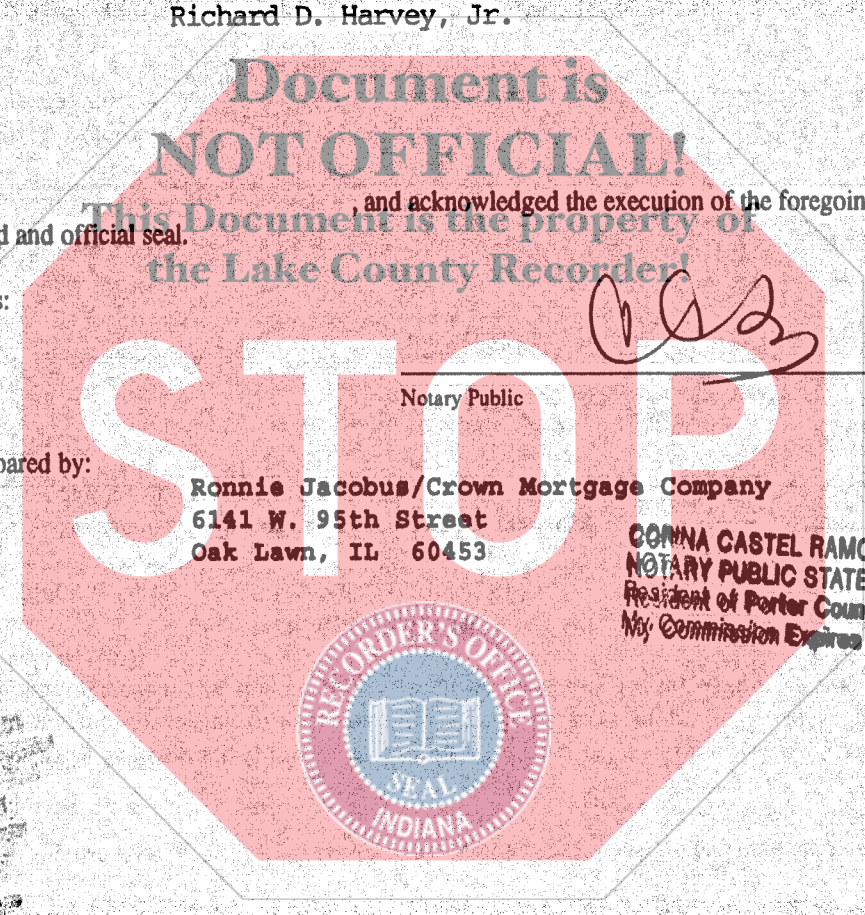 Richard D. Harvey, Jr.
Document is
NOT OFFICIAL!
, and acknowledged the execution of the foregoin
This Document is the property of
d and official seal.
the Lake County Recorder!
s:
STOP
Notary Public
pared by:
Ronnie Jacobus/Crown Mortgage Company
6141 W. 95th Street
Oak Lawn, IL 60453
CASTEL RAMO
NOTARY PUBLIC STATE
Resident of Porter Coun
My Commission Expires
RECORDER'S OFFICE
SEAL
INDIANA